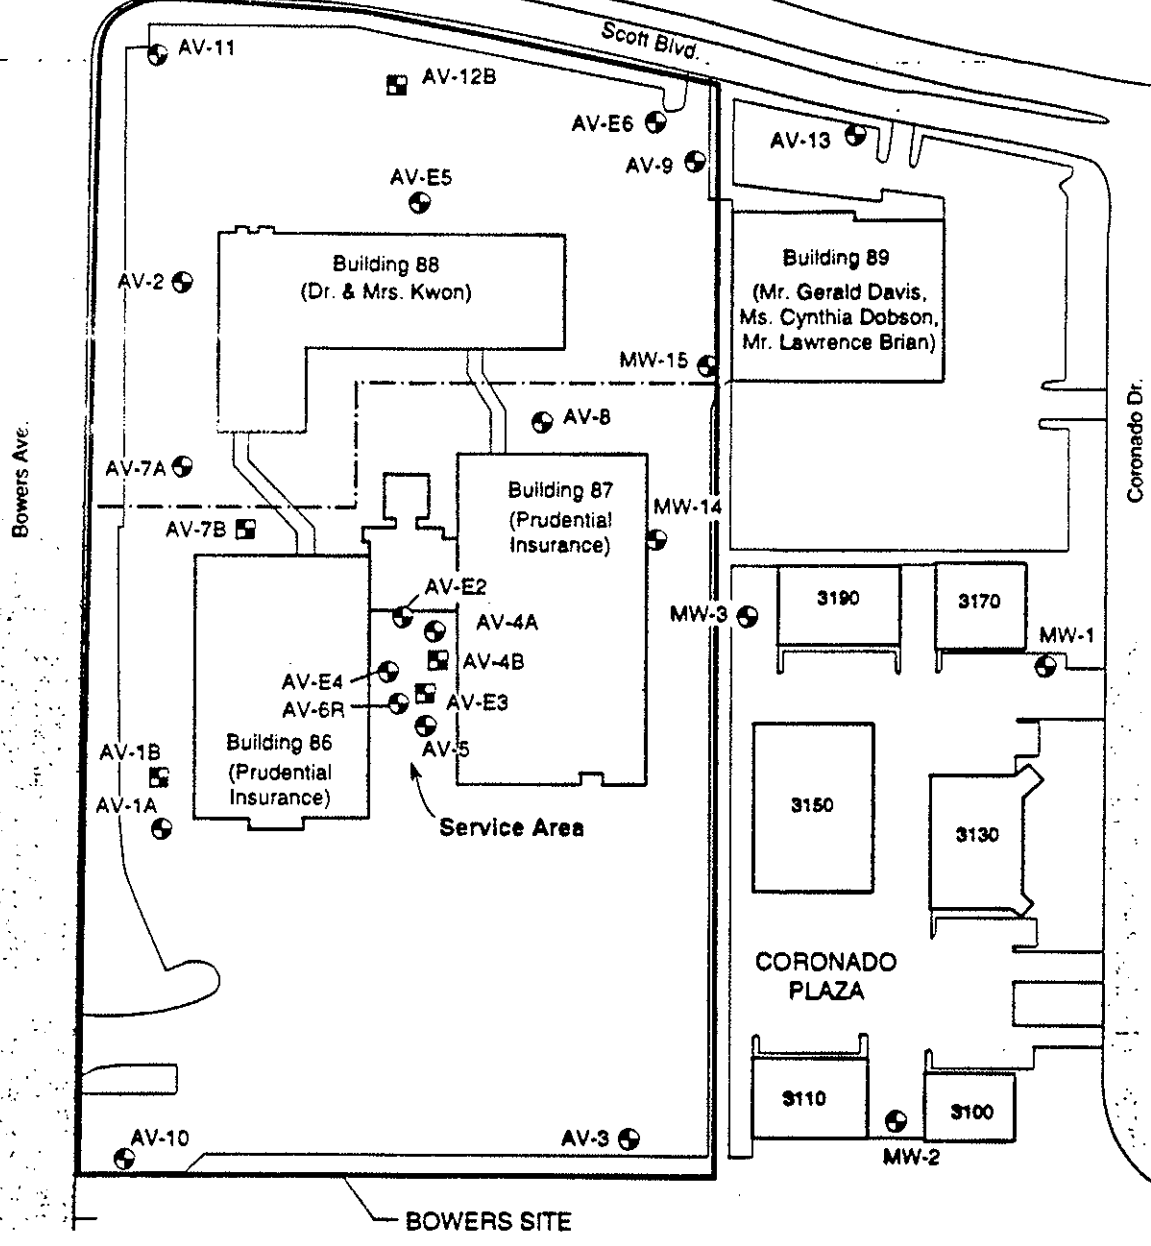 Scott Blvd.
AV-11
AV-12B
AV-E6
AV-13
AV-9
AV-E5
Building 88
(Dr. & Mrs. Kwon)
Building 89
(Mr. Gerald Davis,
Ms. Cynthia Dobson,
Mr. Lawrence Brian)
AV-2
MW-15
Bowers Ave.
Coronado Dr.
AV-8
AV-7A
Building 87
(Prudential
Insurance)
MW-14
AV-7B
AV-E2
AV-4A
MW-3
3190
3170
MW-1
AV-4B
AV-E4
AV-E3
AV-6R
AV-5
Building 86
(Prudential
Insurance)
AV-1B
AV-1A
Service Area
3150
3130
CORONADO
PLAZA
3110
3100
AV-10
AV-3
MW-2
BOWERS SITE